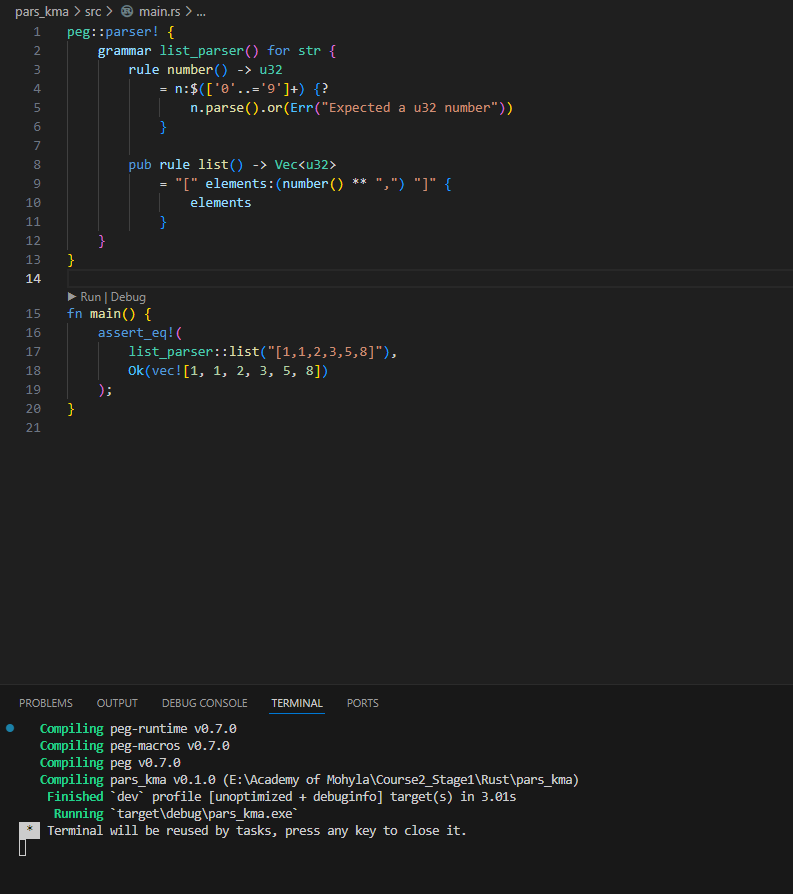 pars_kma > src > main.rs > ...
1 peg::parser! {
2     grammar list_parser() for str {
3         rule number() -> u32
4             = n:$(['0'..='9']+) {?
5                 n.parse().or(Err("Expected a u32 number"))
6             }
7
8         pub rule list() -> Vec<u32>
9             = "[" elements:(number() ** ",") "]" {
10                 elements
11             }
12     }
13 }
14
▶ Run | Debug
15 fn main() {
16     assert_eq!(
17         list_parser::list("[1,1,2,3,5,8]"),
18         Ok(vec![1, 1, 2, 3, 5, 8])
19     );
20 }
21
PROBLEMS OUTPUT DEBUG CONSOLE TERMINAL PORTS
Compiling peg-runtime v0.7.0
Compiling peg-macros v0.7.0
Compiling peg v0.7.0
Compiling pars_kma v0.1.0 (E:\Academy of Mohyla\Course2_Stage1\Rust\pars_kma)
Finished `dev` profile [unoptimized + debuginfo] target(s) in 3.01s
Running `target\debug\pars_kma.exe`
* Terminal will be reused by tasks, press any key to close it.